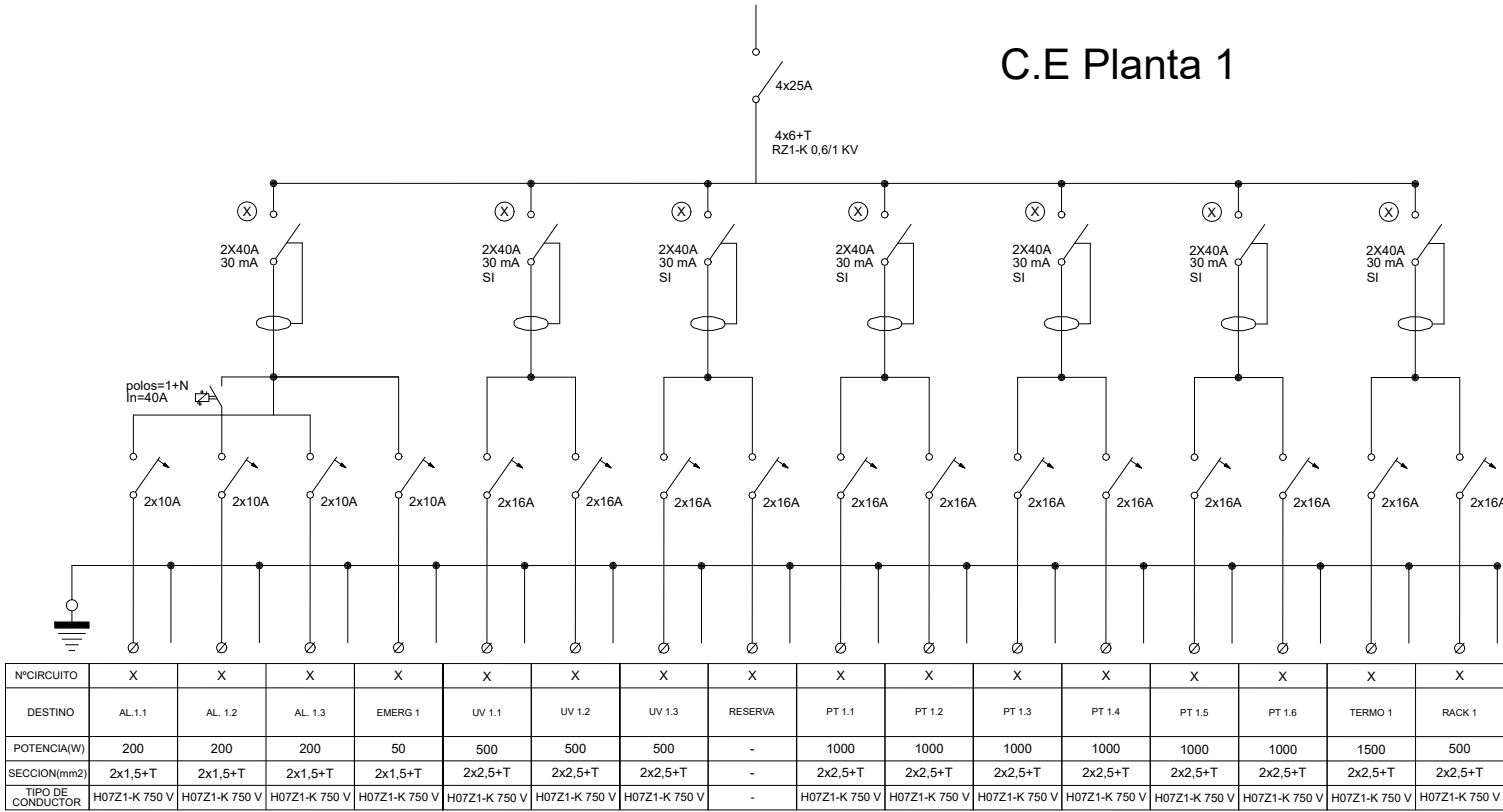 C.E Planta 1
4x25A
4x6+T
RZ1-K 0,6/1 KV
X X X X X X X
2X40A 2X40A 2X40A 2X40A 2X40A 2X40A 2X40A
30 mA 30 mA 30 mA 30 mA 30 mA 30 mA 30 mA
SI SI SI SI SI SI
polos=1+N
In=40A
2x10A 2x10A 2x10A 2x10A 2x16A 2x16A 2x16A 2x16A 2x16A 2x16A 2x16A 2x16A 2x16A 2x16A 2x16A 2x16A
NºCIRCUITO X X X X X X X X X X X X X X X X
DESTINO AL.1.1 AL. 1.2 AL. 1.3 EMERG 1 UV 1.1 UV 1.2 UV 1.3 RESERVA PT 1.1 PT 1.2 PT 1.3 PT 1.4 PT 1.5 PT 1.6 TERMO 1 RACK 1
POTENCIA(W) 200 200 200 50 500 500 500 - 1000 1000 1000 1000 1000 1000 1500 500
SECCION(mm2) 2x1,5+T 2x1,5+T 2x1,5+T 2x1,5+T 2x2,5+T 2x2,5+T 2x2,5+T - 2x2,5+T 2x2,5+T 2x2,5+T 2x2,5+T 2x2,5+T 2x2,5+T 2x2,5+T 2x2,5+T
TIPO DE
CONDUCTOR H07Z1-K 750 V H07Z1-K 750 V H07Z1-K 750 V H07Z1-K 750 V H07Z1-K 750 V H07Z1-K 750 V H07Z1-K 750 V - H07Z1-K 750 V H07Z1-K 750 V H07Z1-K 750 V H07Z1-K 750 V H07Z1-K 750 V H07Z1-K 750 V H07Z1-K 750 V H07Z1-K 750 V